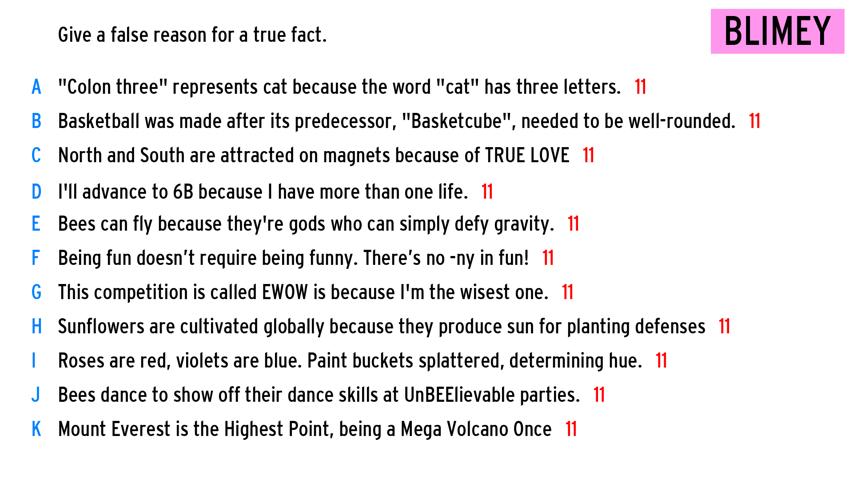 Give a false reason for a true fact.
BLIMEY
A "Colon three" represents cat because the word "cat" has three letters. 11
B Basketball was made after its predecessor, "Basketcube", needed to be well-rounded. 11
C North and South are attracted on magnets because of TRUE LOVE 11
D I'll advance to 6B because I have more than one life. 11
E Bees can fly because they're gods who can simply defy gravity. 11
F Being fun doesn’t require being funny. There’s no -ny in fun! 11
G This competition is called EWOW is because I'm the wisest one. 11
H Sunflowers are cultivated globally because they produce sun for planting defenses 11
I Roses are red, violets are blue. Paint buckets splattered, determining hue. 11
J Bees dance to show off their dance skills at UnBEElievable parties. 11
K Mount Everest is the Highest Point, being a Mega Volcano Once 11